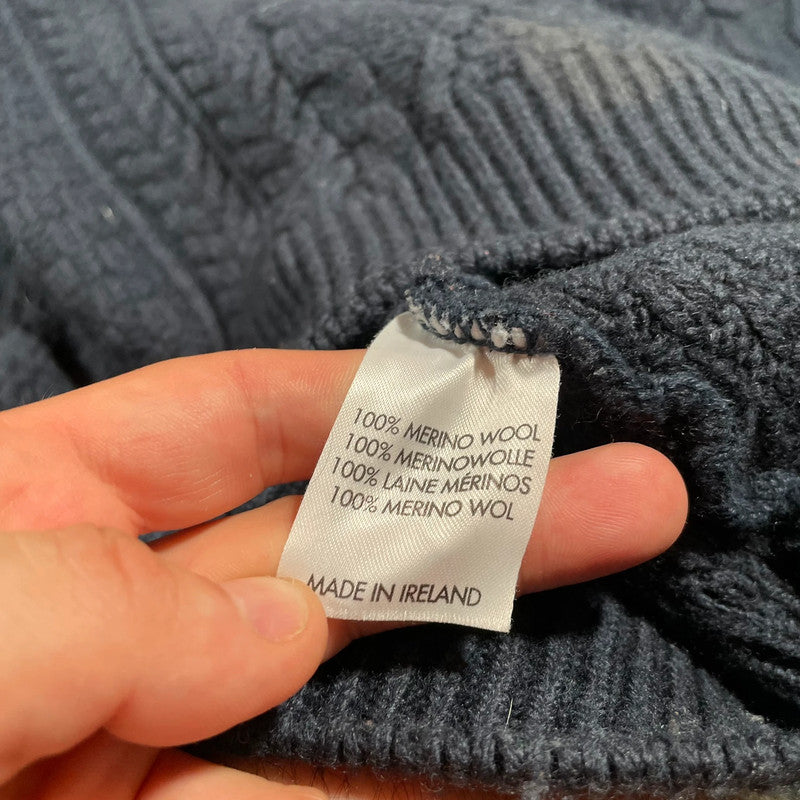 100% MERINO WOOL
100% MERINOWOLLE
100% LAINE MÉRINOS
100% MERINO WOL
MADE IN IRELAND